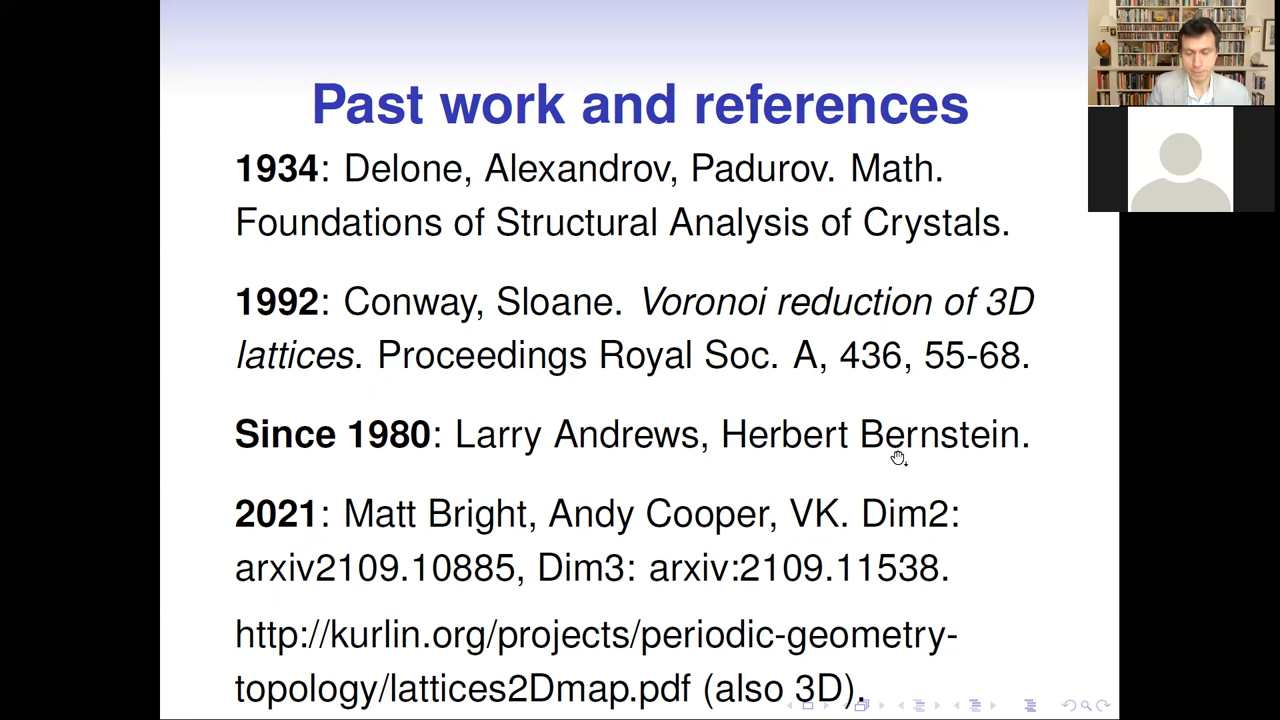 Past work and references
1934: Delone, Alexandrov, Padurov. Math.
Foundations of Structural Analysis of Crystals.
1992: Conway, Sloane. Voronoi reduction of 3D
lattices. Proceedings Royal Soc. A, 436, 55-68.
Since 1980: Larry Andrews, Herbert Bernstein.
2021: Matt Bright, Andy Cooper, VK. Dim2:
arxiv2109.10885, Dim3: arxiv:2109.11538.
http://kurlin.org/projects/periodic-geometry-
topology/lattices2Dmap.pdf (also 3D).